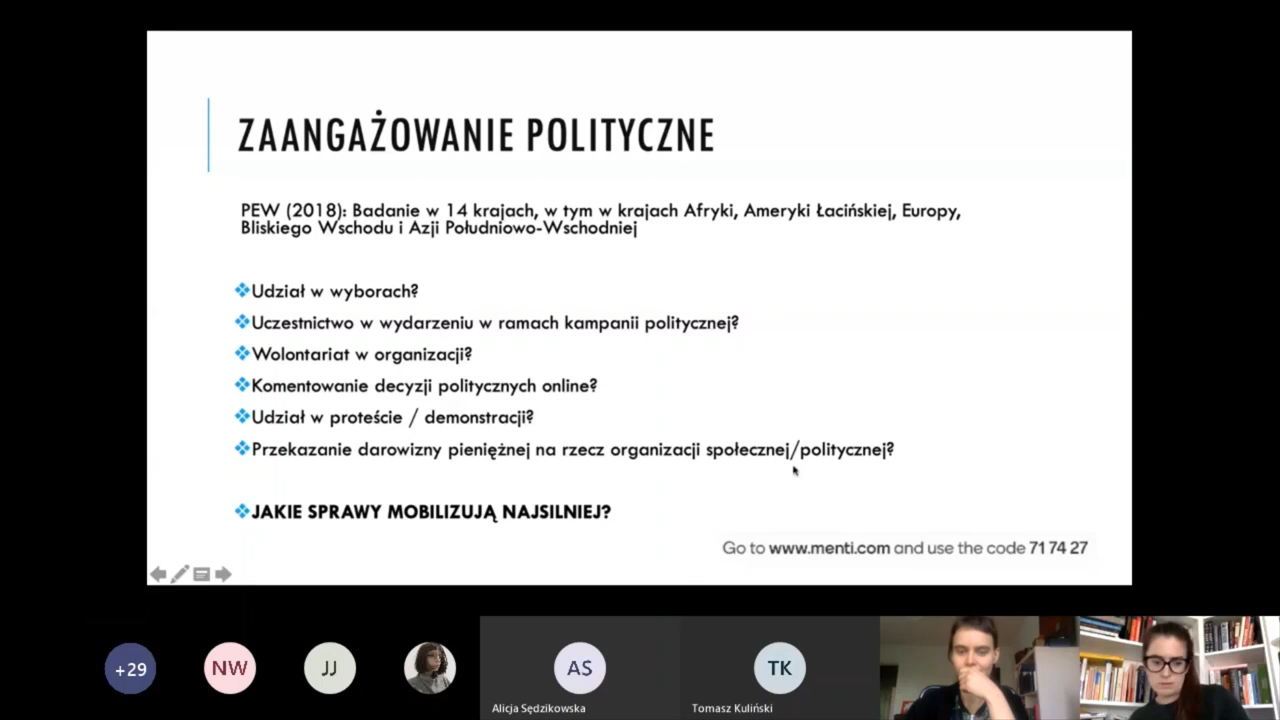 ZAANGAŻOWANIE POLITYCZNE
PEW (2018): Badanie w 14 krajach, w tym w krajach Afryki, Ameryki Łacińskiej, Europy,
Bliskiego Wschodu i Azji Południowo-Wschodniej
Udział w wyborach?
Uczestnictwo w wydarzeniu w ramach kampanii politycznej?
Wolontariat w organizacji?
Komentowanie decyzji politycznych online?
Udział w proteście / demonstracji?
Przekazanie darowizny pieniężnej na rzecz organizacji społecznej/politycznej?
JAKIE SPRAWY MOBILIZUJĄ NAJSILNIEJ?
Go to www.menti.com and use the code 71 74 27
+29
NW
JJ
AS
TK
Alicja Sędzikowska
Tomasz Kuliński